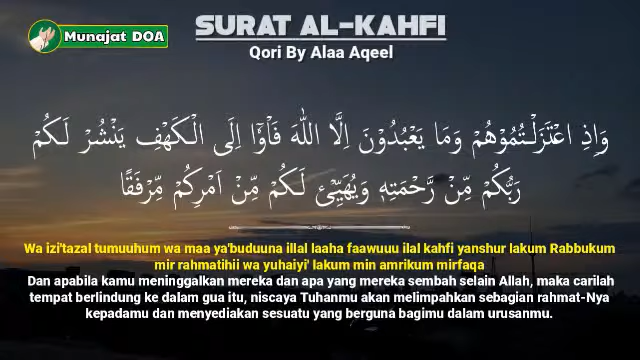 Munajat DOA
SURAT AL-KAHFI
Qori By Alaa Aqeel
وَاِذِ اعْتَزَلْتُمُوْهُمْ وَمَا يَعْبُدُوْنَ اِلَّا اللّٰهَ فَأْوٗٓا اِلَى الْكَهْفِ يَنْشُرْ لَكُمْ
رَبُّكُمْ مِّنْ رَّحْمَتِهٖ وَيُهَيِّئْ لَكُمْ مِّنْ اَمْرِكُمْ مِّرْفَقًا
Wa izi'tazal tumuuhum wa maa ya'buduuna illal laaha faawuuu ilal kahfi yanshur lakum Rabbukum
mir rahmatihii wa yuhaiyi' lakum min amrikum mirfaqa
Dan apabila kamu meninggalkan mereka dan apa yang mereka sembah selain Allah, maka carilah
tempat berlindung ke dalam gua itu, niscaya Tuhanmu akan melimpahkan sebagian rahmat-Nya
kepadamu dan menyediakan sesuatu yang berguna bagimu dalam urusanmu.